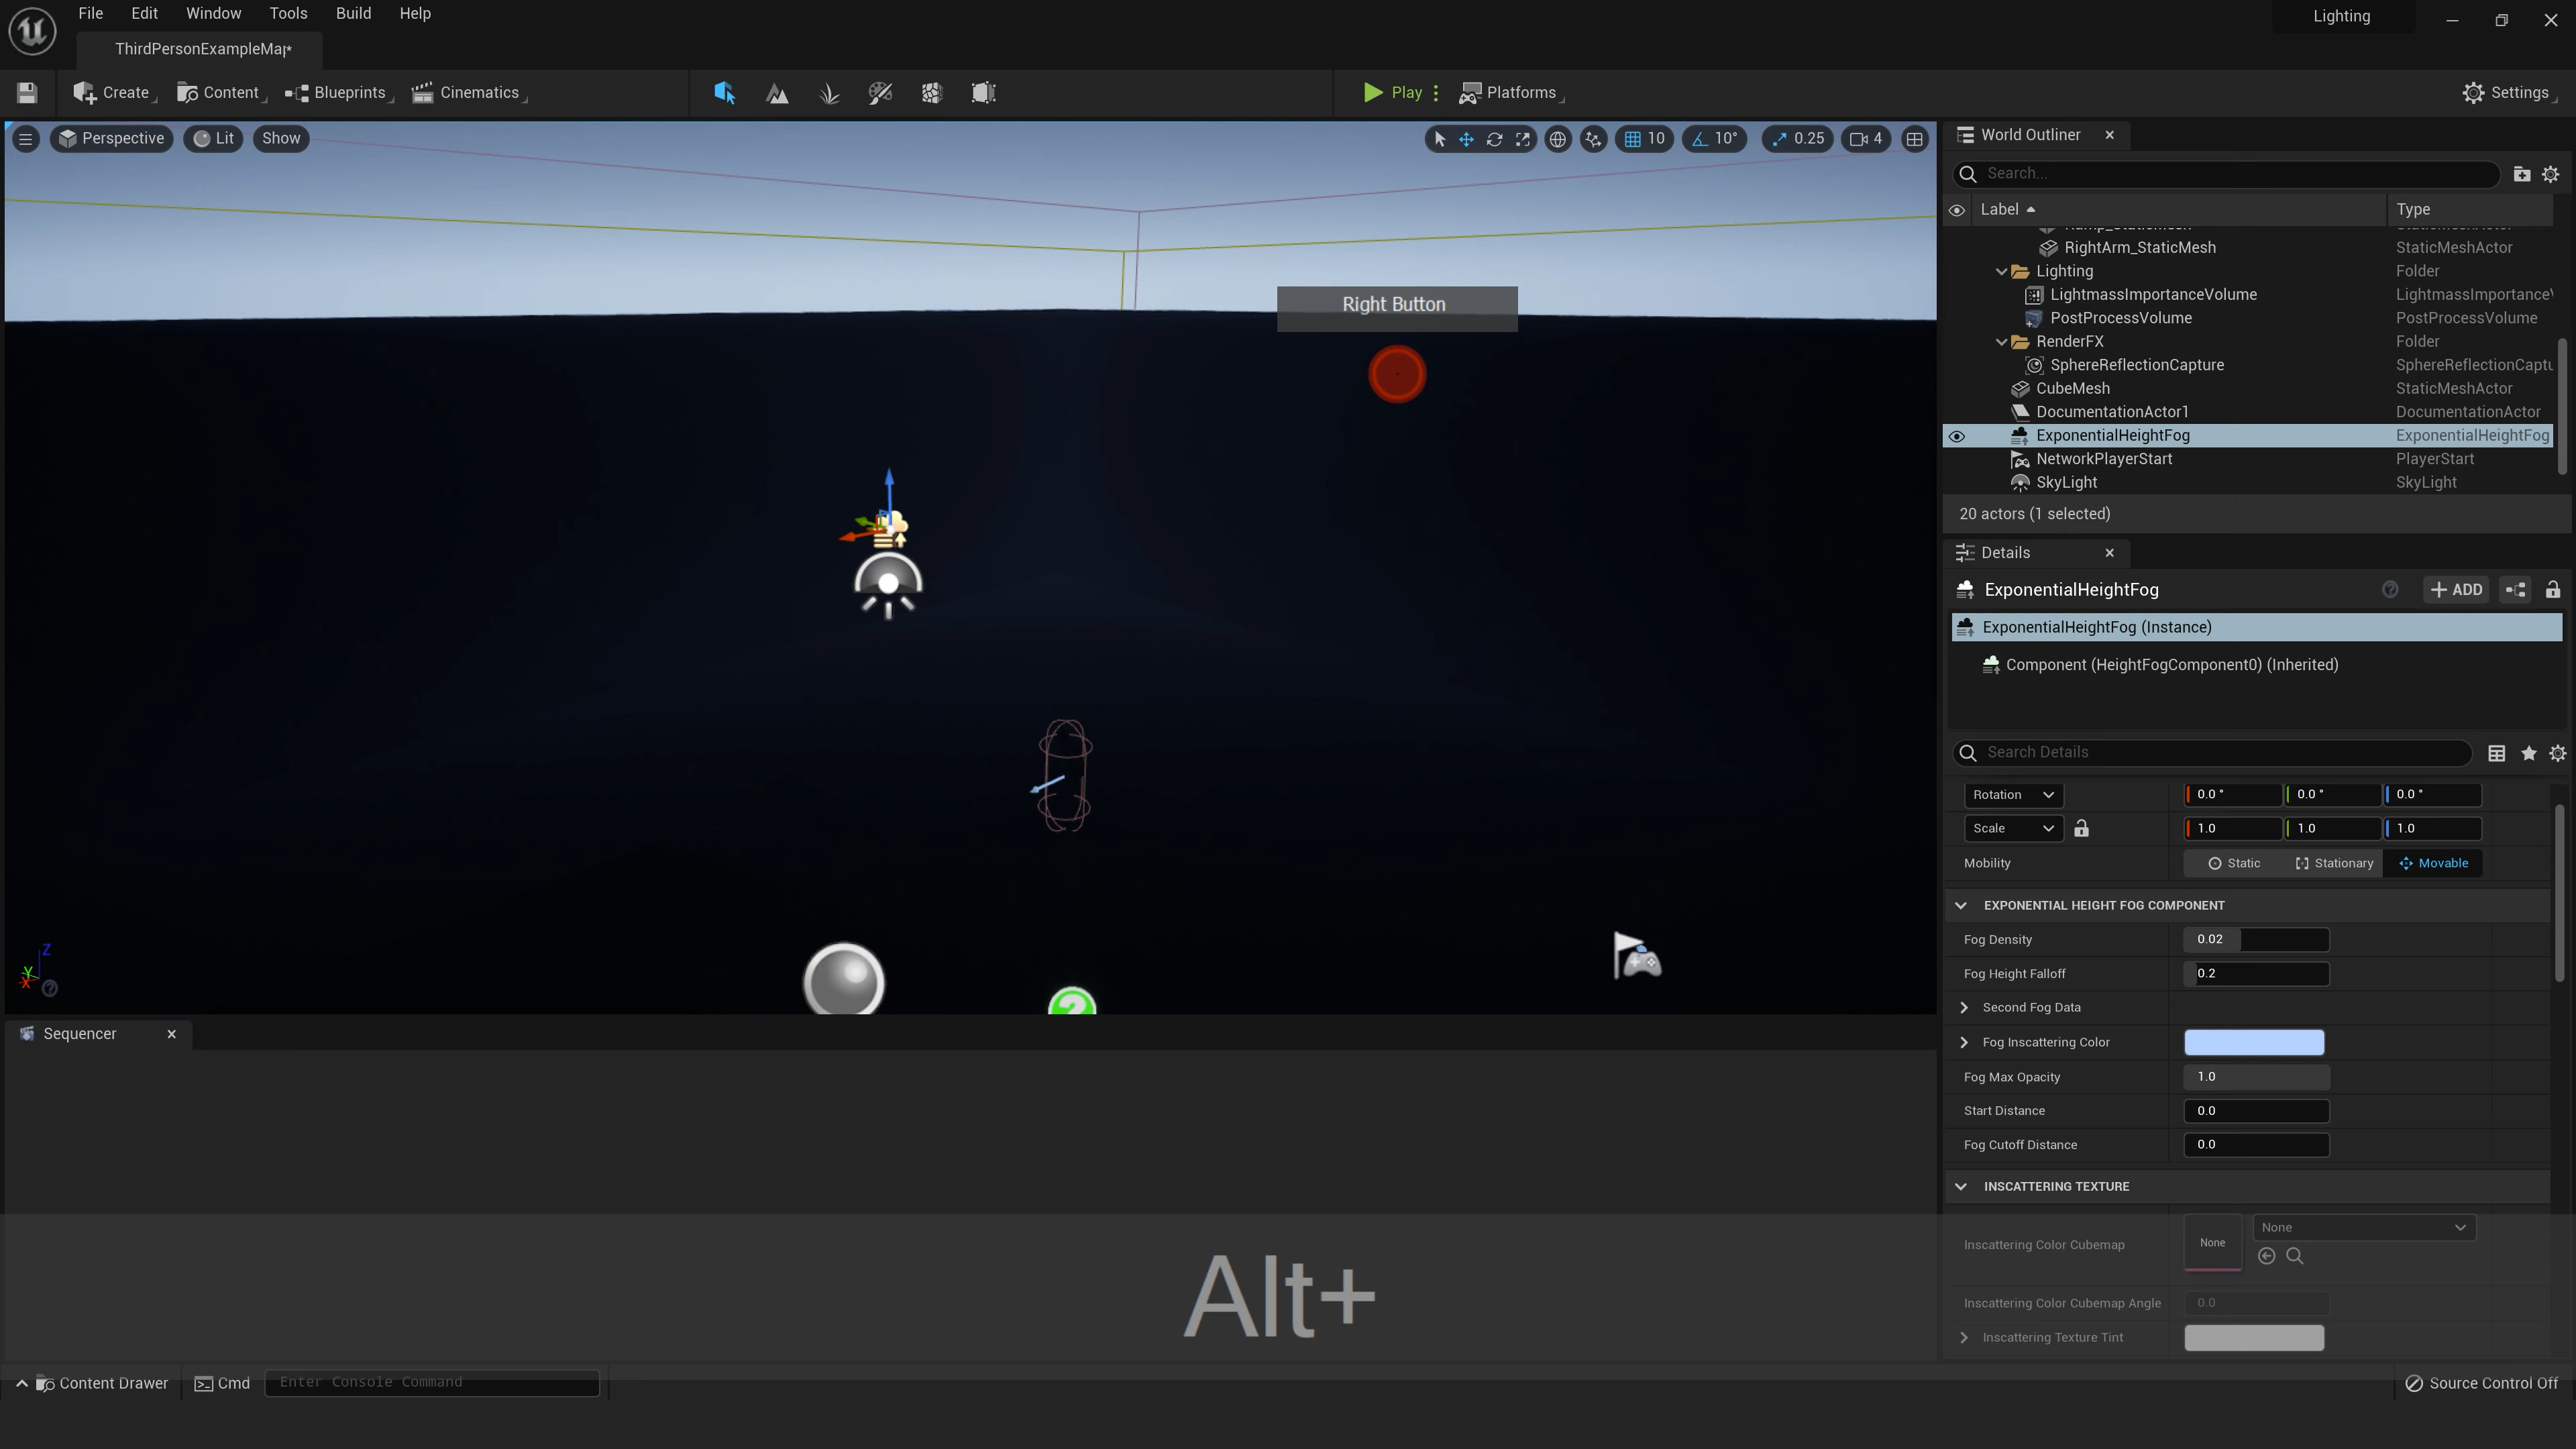 File Edit Window Tools Build Help
Lighting
ThirdPersonExampleMap*
Create Content Blueprints Cinematics Play Platforms Settings
Perspective Lit Show 10 10° 0.25 4
World Outliner
Search...
Label Type
RightArm_StaticMesh StaticMeshActor
Lighting Folder
LightmassImportanceVolume LightmassImportanceV
PostProcessVolume PostProcessVolume
RenderFX Folder
SphereReflectionCapture SphereReflectionCaptu
CubeMesh StaticMeshActor
DocumentationActor1 DocumentationActor
ExponentialHeightFog ExponentialHeightFog
NetworkPlayerStart PlayerStart
SkyLight SkyLight
20 actors (1 selected)
Right Button
Details
ExponentialHeightFog ADD
ExponentialHeightFog (Instance)
Component (HeightFogComponent0) (Inherited)
Search Details
Rotation 0.0 ° 0.0 ° 0.0 °
Scale 1.0 1.0 1.0
Mobility Static Stationary Movable
EXPONENTIAL HEIGHT FOG COMPONENT
Fog Density 0.02
Fog Height Falloff 0.2
Second Fog Data
Fog Inscattering Color
Fog Max Opacity 1.0
Start Distance 0.0
Fog Cutoff Distance 0.0
INSCATTERING TEXTURE
Inscattering Color Cubemap None None
Inscattering Color Cubemap Angle 0.0
Inscattering Texture Tint
Z
Y
X
Sequencer
Alt+
Content Drawer Cmd Enter Console Command Source Control Off